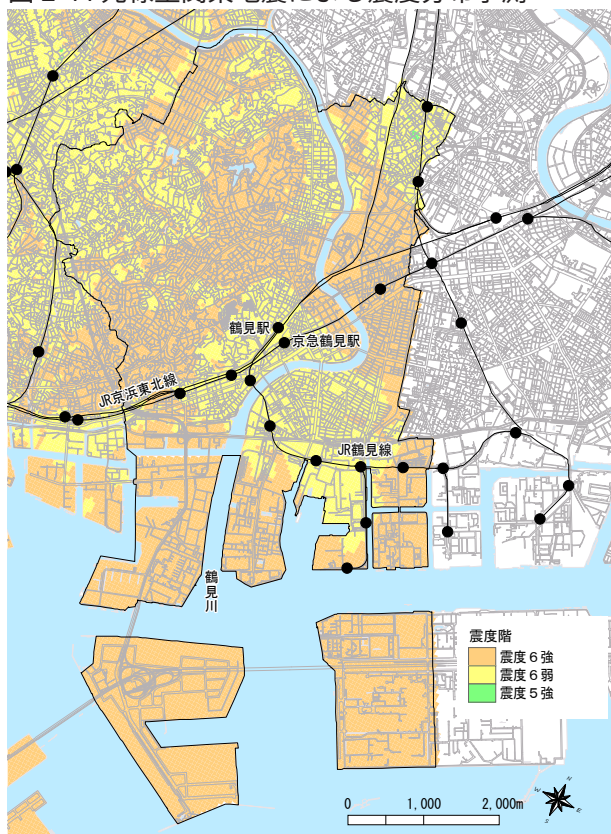 鶴見駅
京急鶴見駅
JR京浜東北線
JR鶴見線
鶴見川
震度階
震度6強
震度6弱
震度5強
0 1,000 2,000m
N
W
E
S